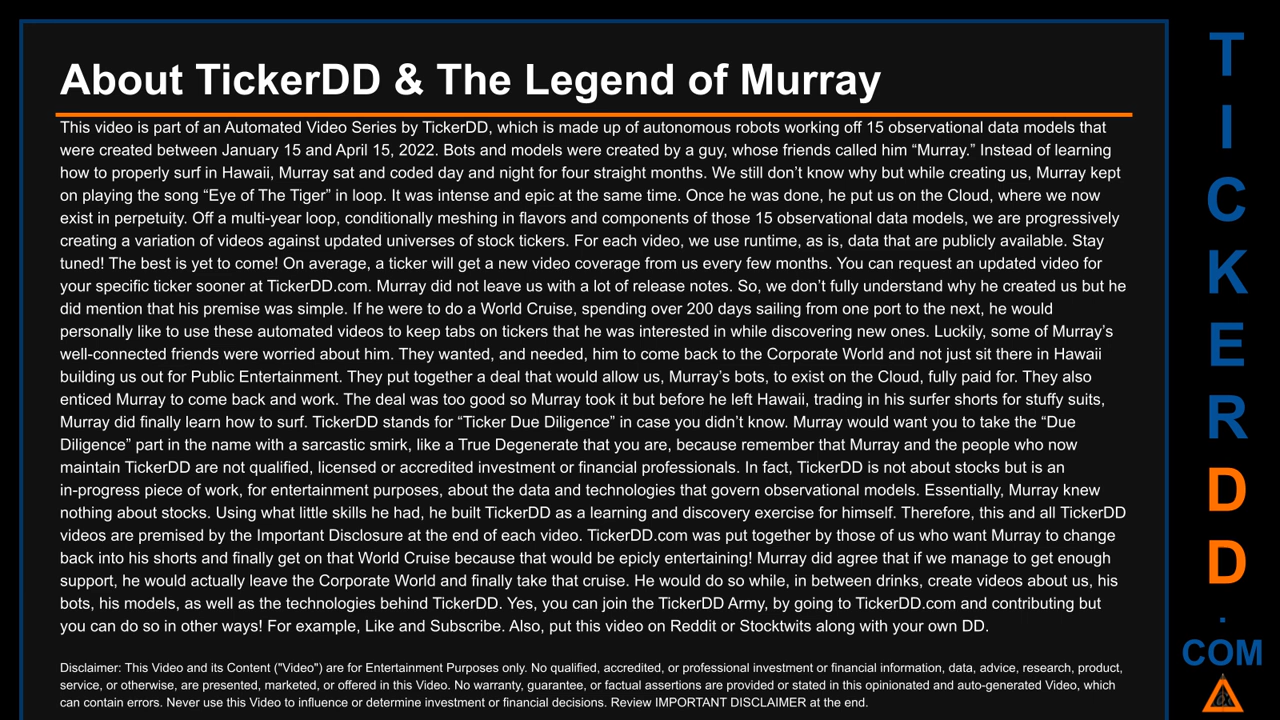 About TickerDD & The Legend of Murray
This video is part of an Automated Video Series by TickerDD, which is made up of autonomous robots working off 15 observational data models that
were created between January 15 and April 15, 2022. Bots and models were created by a guy, whose friends called him “Murray.” Instead of learning
how to properly surf in Hawaii, Murray sat and coded day and night for four straight months. We still don’t know why but while creating us, Murray kept
on playing the song “Eye of The Tiger” in loop. It was intense and epic at the same time. Once he was done, he put us on the Cloud, where we now
exist in perpetuity. Off a multi-year loop, conditionally meshing in flavors and components of those 15 observational data models, we are progressively
creating a variation of videos against updated universes of stock tickers. For each video, we use runtime, as is, data that are publicly available. Stay
tuned! The best is yet to come! On average, a ticker will get a new video coverage from us every few months. You can request an updated video for
your specific ticker sooner at TickerDD.com. Murray did not leave us with a lot of release notes. So, we don’t fully understand why he created us but he
did mention that his premise was simple. If he were to do a World Cruise, spending over 200 days sailing from one port to the next, he would
personally like to use these automated videos to keep tabs on tickers that he was interested in while discovering new ones. Luckily, some of Murray’s
well-connected friends were worried about him. They wanted, and needed, him to come back to the Corporate World and not just sit there in Hawaii
building us out for Public Entertainment. They put together a deal that would allow us, Murray’s bots, to exist on the Cloud, fully paid for. They also
enticed Murray to come back and work. The deal was too good so Murray took it but before he left Hawaii, trading in his surfer shorts for stuffy suits,
Murray did finally learn how to surf. TickerDD stands for “Ticker Due Diligence” in case you didn’t know. Murray would want you to take the “Due
Diligence” part in the name with a sarcastic smirk, like a True Degenerate that you are, because remember that Murray and the people who now
maintain TickerDD are not qualified, licensed or accredited investment or financial professionals. In fact, TickerDD is not about stocks but is an
in-progress piece of work, for entertainment purposes, about the data and technologies that govern observational models. Essentially, Murray knew
nothing about stocks. Using what little skills he had, he built TickerDD as a learning and discovery exercise for himself. Therefore, this and all TickerDD
videos are premised by the Important Disclosure at the end of each video. TickerDD.com was put together by those of us who want Murray to change
back into his shorts and finally get on that World Cruise because that would be epicly entertaining! Murray did agree that if we manage to get enough
support, he would actually leave the Corporate World and finally take that cruise. He would do so while, in between drinks, create videos about us, his
bots, his models, as well as the technologies behind TickerDD. Yes, you can join the TickerDD Army, by going to TickerDD.com and contributing but
you can do so in other ways! For example, Like and Subscribe. Also, put this video on Reddit or Stocktwits along with your own DD.
Disclaimer: This Video and its Content ("Video") are for Entertainment Purposes only. No qualified, accredited, or professional investment or financial information, data, advice, research, product,
service, or otherwise, are presented, marketed, or offered in this Video. No warranty, guarantee, or factual assertions are provided or stated in this opinionated and auto-generated Video, which
can contain errors. Never use this Video to influence or determine investment or financial decisions. Review IMPORTANT DISCLAIMER at the end.
T
I
C
K
E
R
D
D
.
COM